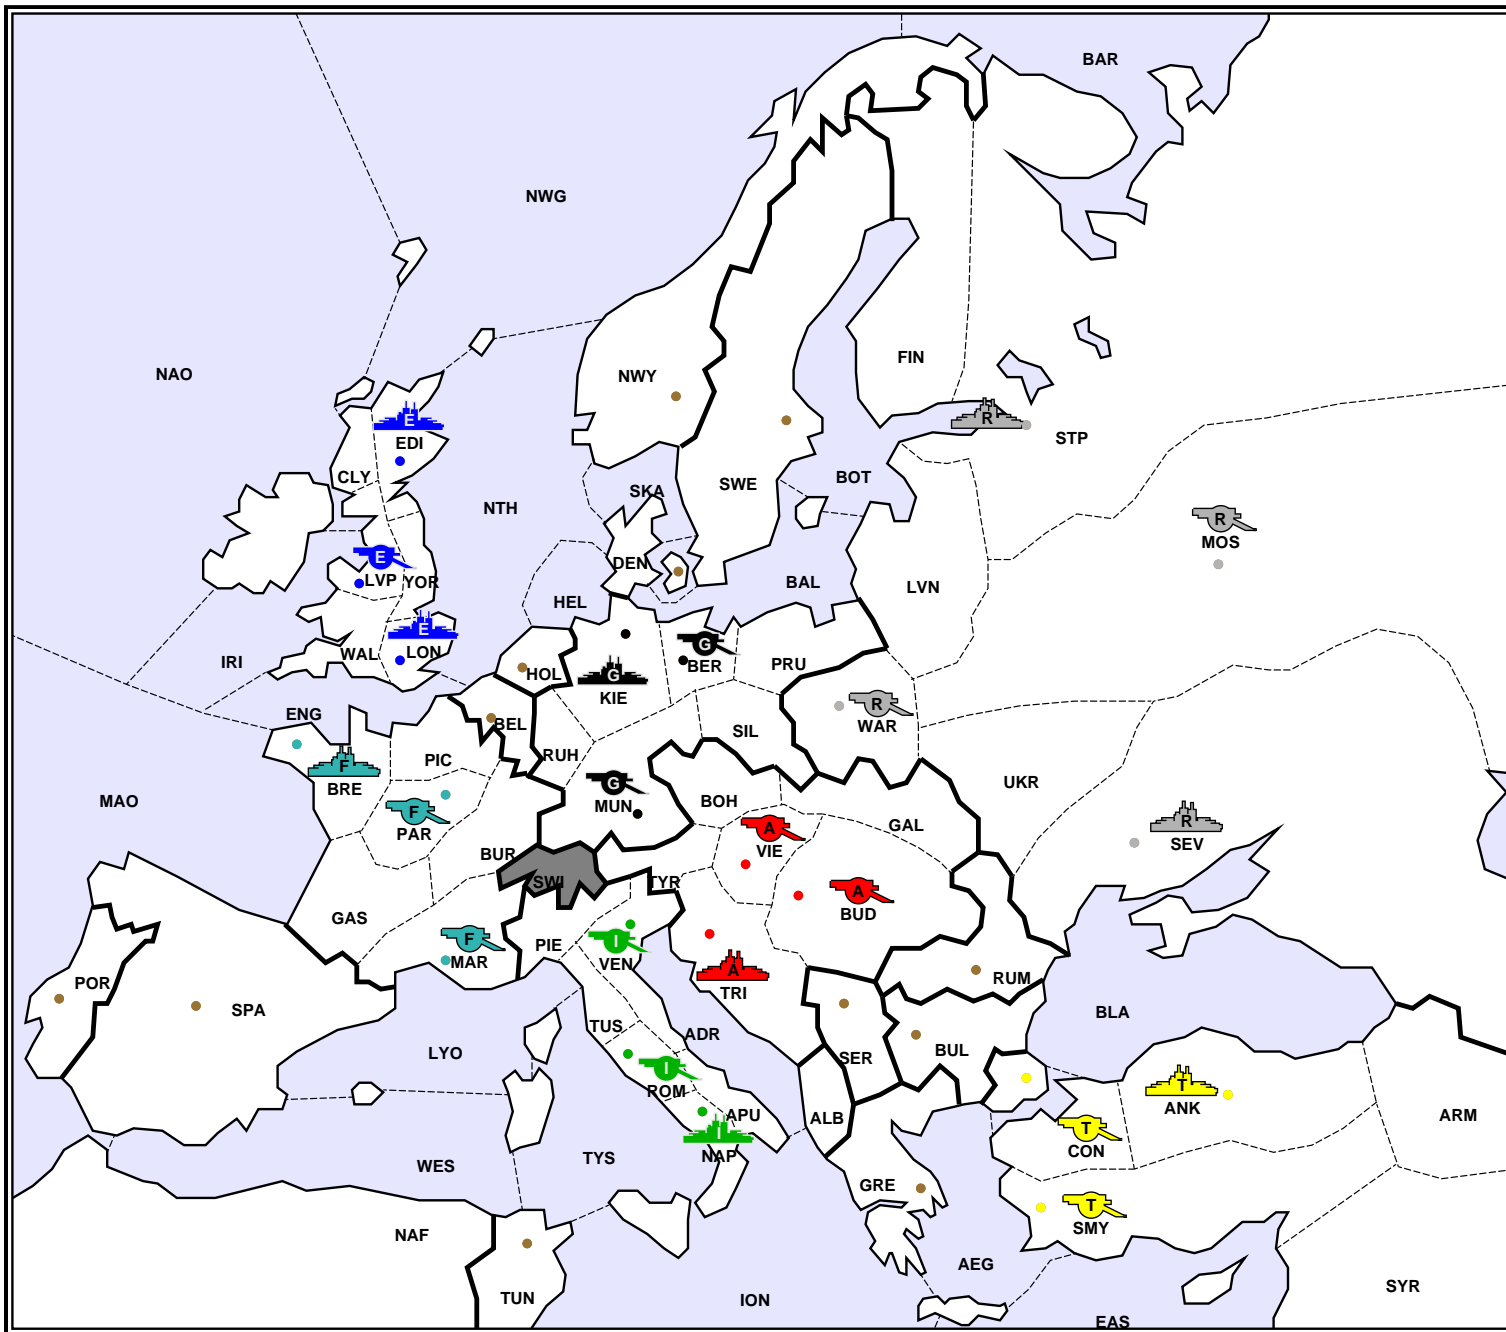 BAR
NWG
NAO
NWY
FIN
E
R
EDI
STP
CLY
SWE
BOT
SKA
NTH
R
MOS
E
LVP
YOR
DEN
BAL
LVN
HEL
E
WAL
LON
IRI
G
BER
PRU
HOL
G
KIE
R
WAR
ENG
BEL
SIL
RUH
PIC
F
BRE
G
MUN
BOH
UKR
MAO
F
PAR
A
VIE
GAL
R
SEV
BUR
SWI
TYR
A
BUD
GAS
F
MAR
PIE
I
VEN
A
TRI
RUM
POR
SPA
BLA
TUS
ADR
LYO
SER
BUL
I
ROM
T
ANK
APU
ALB
ARM
I
NAP
T
CON
WES
TYS
GRE
T
SMY
NAF
AEG
SYR
TUN
ION
EAS